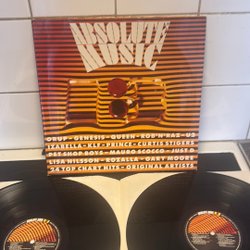 ABSOLUTE
MUSIC
ORUP • GENESIS • QUEEN • ROB'N'RAZ • U2
IZABELLA • KLF • PRINCE • CURTIS STIGERS
PET SHOP BOYS • MAURO SCOCCO • JUST D
LISA NILSSON • ROZALLA • GARY MOORE
24 TOP CHART HITS • ORIGINAL ARTISTS